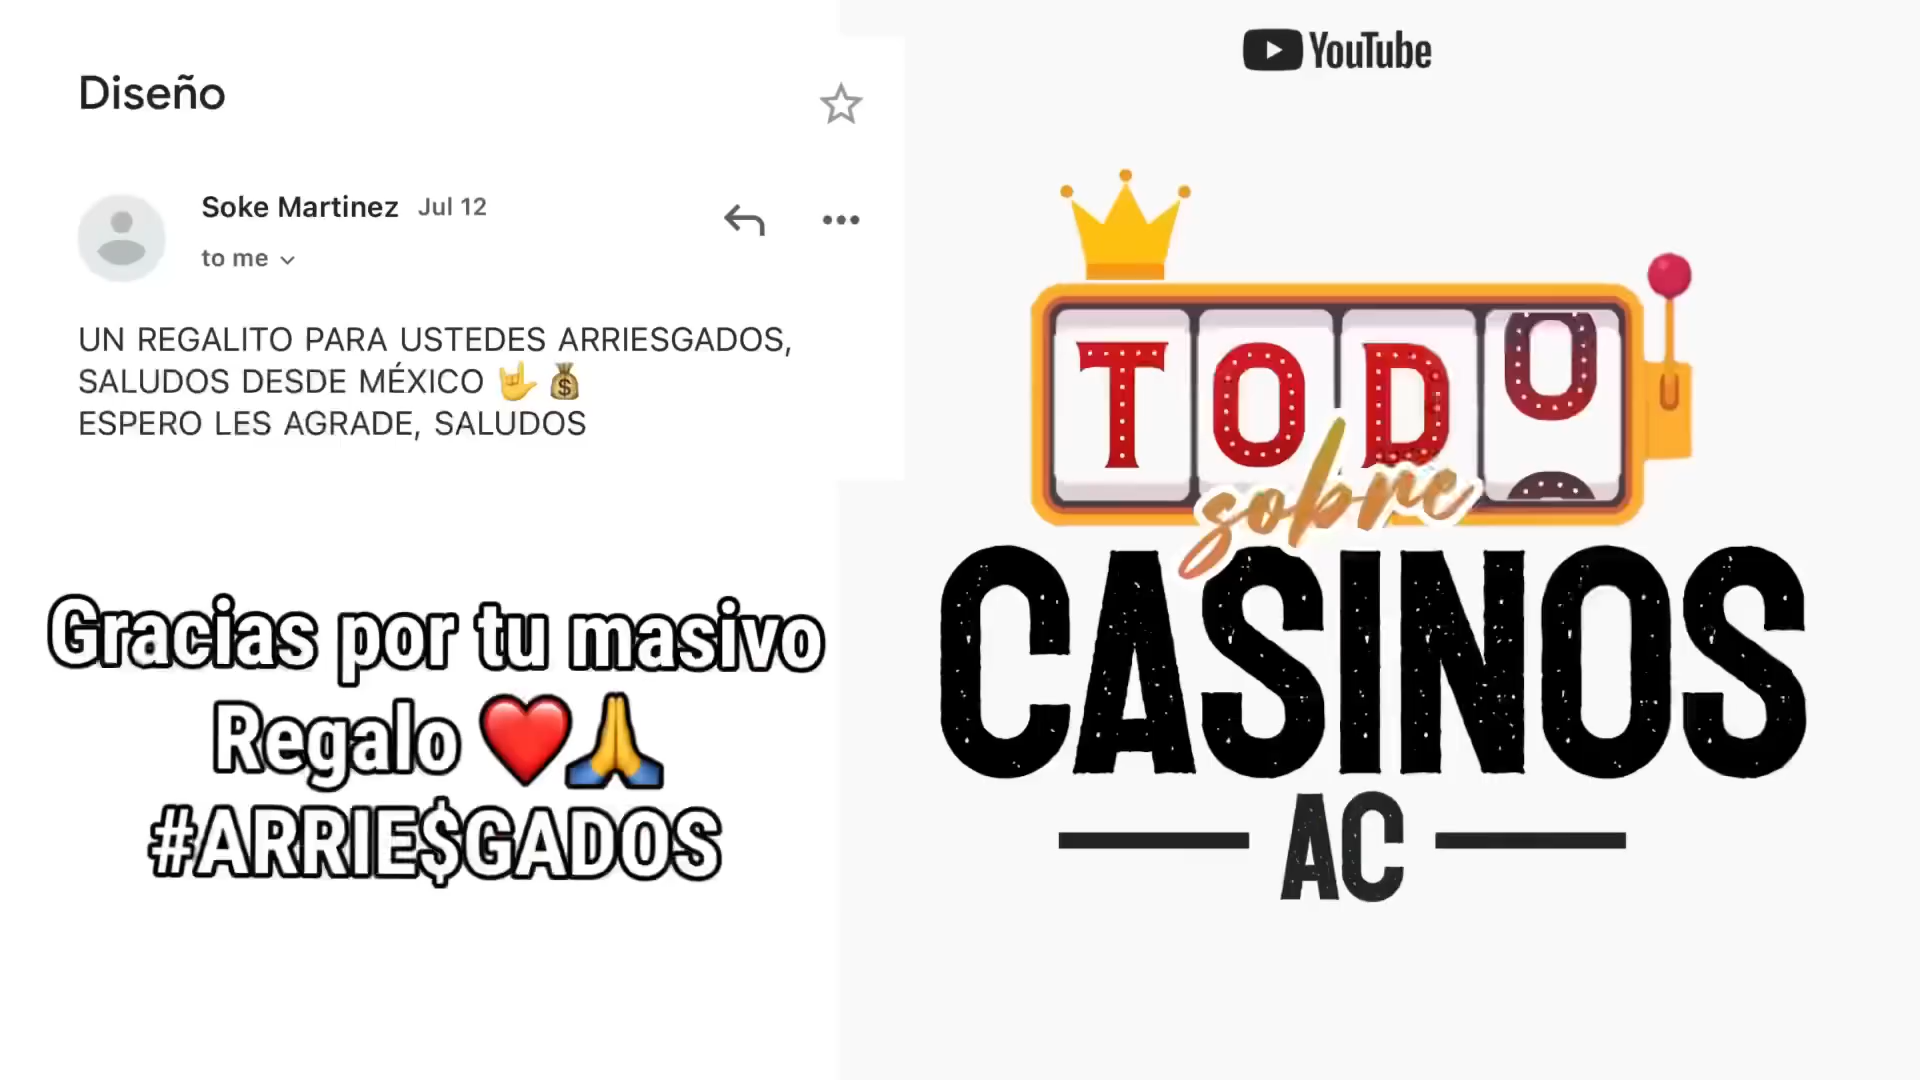 Diseño
Soke Martinez Jul 12
to me
UN REGALITO PARA USTEDES ARRIESGADOS,
SALUDOS DESDE MÉXICO 🤟💰
ESPERO LES AGRADE, SALUDOS
Gracias por tu masivo
Regalo ❤️🙏
#ARRIE$GADOS
YouTube
TODO
sobre
CASINOS
AC